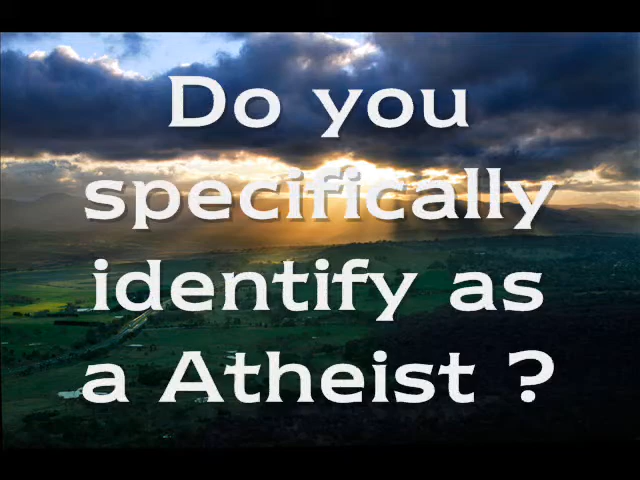 Do you
specifically
identify as
a Atheist ?